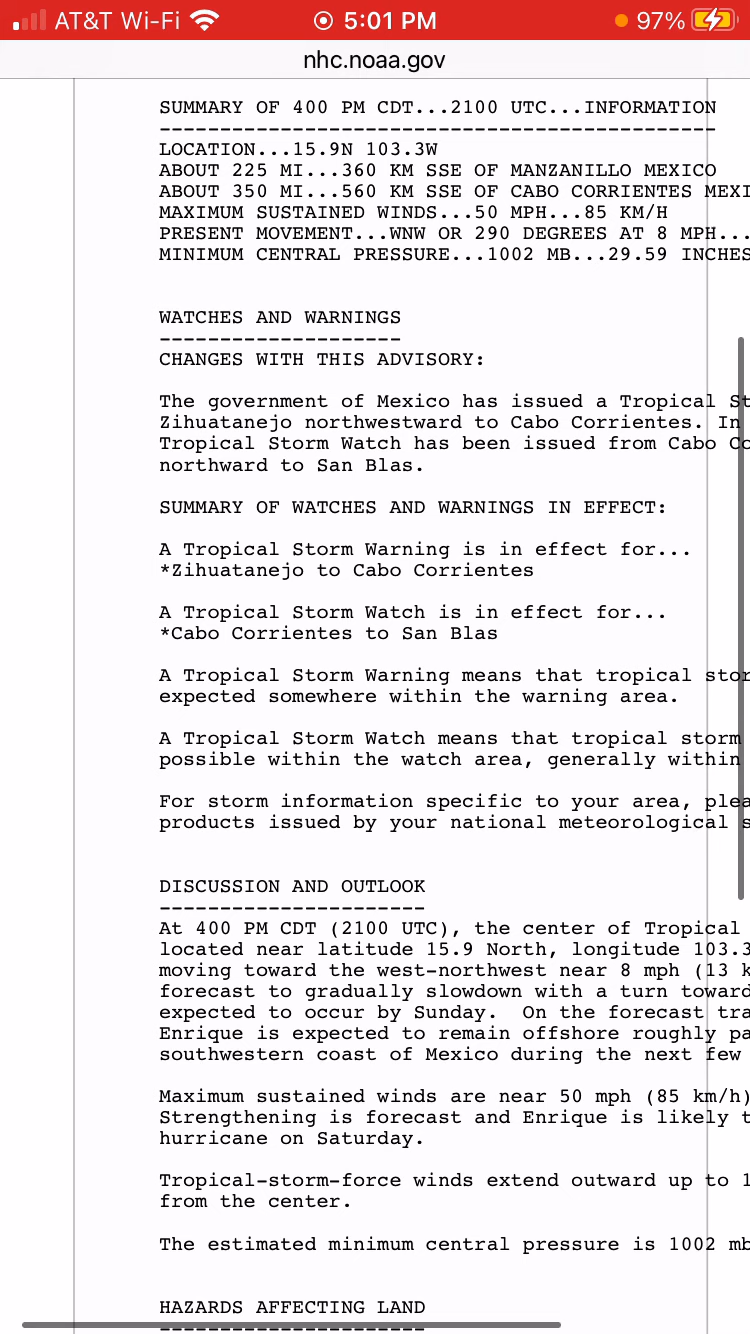 AT&T Wi-Fi 5:01 PM 97%
nhc.noaa.gov
SUMMARY OF 400 PM CDT...2100 UTC...INFORMATION
----------------------------------------------
LOCATION...15.9N 103.3W
ABOUT 225 MI...360 KM SSE OF MANZANILLO MEXICO
ABOUT 350 MI...560 KM SSE OF CABO CORRIENTES MEXI
MAXIMUM SUSTAINED WINDS...50 MPH...85 KM/H
PRESENT MOVEMENT...WNW OR 290 DEGREES AT 8 MPH...
MINIMUM CENTRAL PRESSURE...1002 MB...29.59 INCHES
WATCHES AND WARNINGS
--------------------
CHANGES WITH THIS ADVISORY:
The government of Mexico has issued a Tropical St
Zihuatanejo northwestward to Cabo Corrientes. In
Tropical Storm Watch has been issued from Cabo Co
northward to San Blas.
SUMMARY OF WATCHES AND WARNINGS IN EFFECT:
A Tropical Storm Warning is in effect for...
*Zihuatanejo to Cabo Corrientes
A Tropical Storm Watch is in effect for...
*Cabo Corrientes to San Blas
A Tropical Storm Warning means that tropical stor
expected somewhere within the warning area.
A Tropical Storm Watch means that tropical storm
possible within the watch area, generally within
For storm information specific to your area, plea
products issued by your national meteorological s
DISCUSSION AND OUTLOOK
----------------------
At 400 PM CDT (2100 UTC), the center of Tropical
located near latitude 15.9 North, longitude 103.3
moving toward the west-northwest near 8 mph (13 k
forecast to gradually slowdown with a turn toward
expected to occur by Sunday.  On the forecast tra
Enrique is expected to remain offshore roughly pa
southwestern coast of Mexico during the next few
Maximum sustained winds are near 50 mph (85 km/h)
Strengthening is forecast and Enrique is likely t
hurricane on Saturday.
Tropical-storm-force winds extend outward up to 1
from the center.
The estimated minimum central pressure is 1002 mb
HAZARDS AFFECTING LAND
----------------------